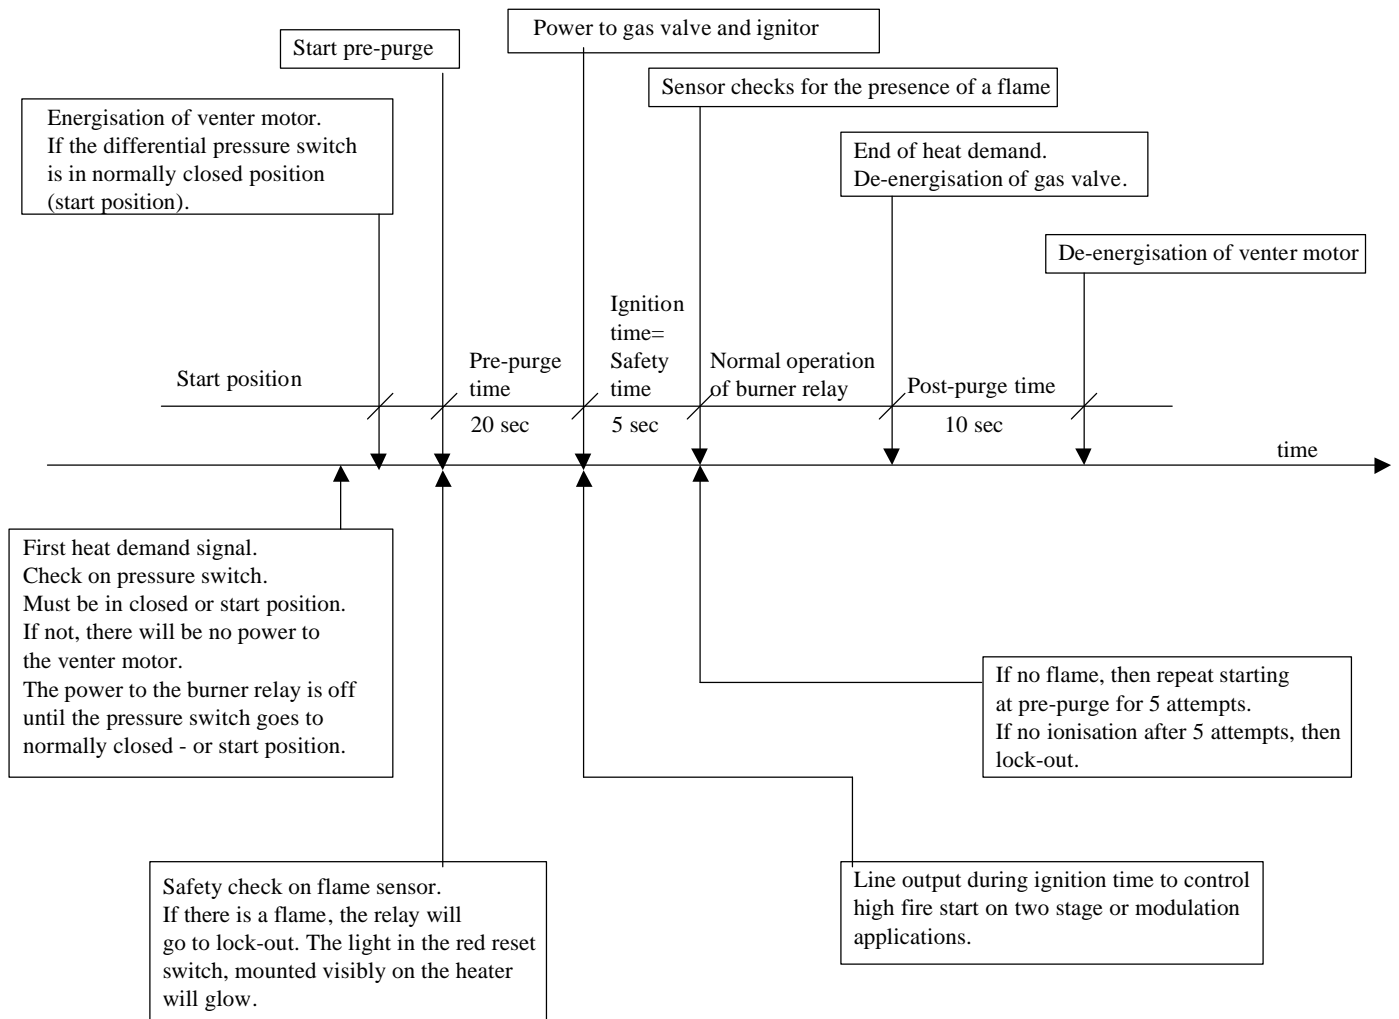 Power to gas valve and ignitor
Start pre-purge
Sensor checks for the presence of a flame
Energisation of venter motor.
If the differential pressure switch
is in normally closed position
(start position).
End of heat demand.
De-energisation of gas valve.
De-energisation of venter motor
Start position
Pre-purge
time
20 sec
Ignition
time=
Safety
time
5 sec
Normal operation
of burner relay
Post-purge time
10 sec
time
First heat demand signal.
Check on pressure switch.
Must be in closed or start position.
If not, there will be no power to
the venter motor.
The power to the burner relay is off
until the pressure switch goes to
normally closed - or start position.
If no flame, then repeat starting
at pre-purge for 5 attempts.
If no ionisation after 5 attempts, then
lock-out.
Safety check on flame sensor.
If there is a flame, the relay will
go to lock-out. The light in the red reset
switch, mounted visibly on the heater
will glow.
Line output during ignition time to control
high fire start on two stage or modulation
applications.